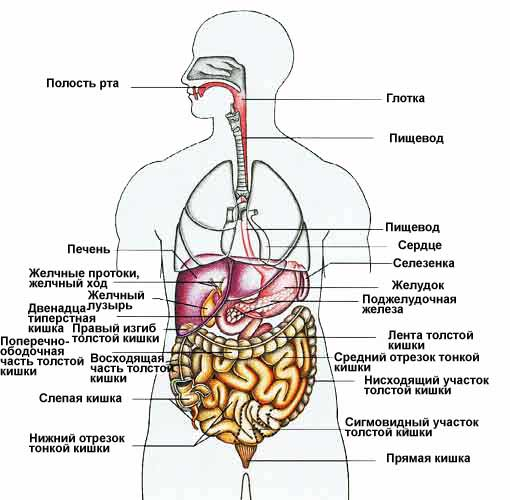 Полость рта
Глотка
Пищевод
Пищевод
Сердце
Печень
Селезенка
Желчные протоки,
желчный ход
Желудок
Желчный
пузырь
Поджелудочная
железа
Двенадца-
типерстная
кишка
Правый изгиб
толстой кишки
Лента толстой
кишки
Поперечно-
ободочная
часть толстой
кишки
Восходящая
часть толстой
кишки
Средний отрезок тонкой
кишки
Нисходящий участок
толстой кишки
Слепая кишка
Сигмовидный участок
толстой кишки
Нижний отрезок
тонкой кишки
Прямая кишка